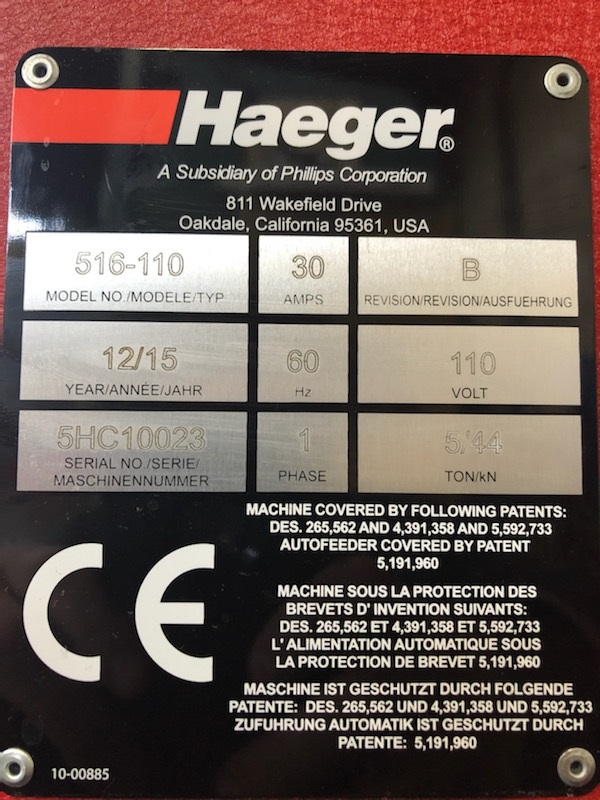 Haeger®
A Subsidiary of Phillips Corporation
811 Wakefield Drive
Oakdale, California 95361, USA
516-110
MODEL NO./MODELE/TYP
30
AMPS
B
REVISION/REVISION/AUSFUEHRUNG
12/15
YEAR/ANNÉE/JAHR
60
Hz
110
VOLT
5HC10023
SERIAL NO./SERIE/
MASCHINENNUMMER
1
PHASE
5/44
TON/kN
MACHINE COVERED BY FOLLOWING PATENTS:
DES. 265,562 AND 4,391,358 AND 5,592,733
AUTOFEEDER COVERED BY PATENT
5,191,960
MACHINE SOUS LA PROTECTION DES
BREVETS D' INVENTION SUIVANTS:
DES. 265,562 ET 4,391,358 ET 5,592,733
L' ALIMENTATION AUTOMATIQUE SOUS
LA PROTECTION DE BREVET 5,191,960
MASCHINE IST GESCHUTZT DURCH FOLGENDE
PATENTE: DES. 265,562 UND 4,391,358 UND 5,592,733
ZUFUHRUNG AUTOMATIK IST GESCHUTZT DURCH
PATENTE: 5,191,960
CE
10-00885